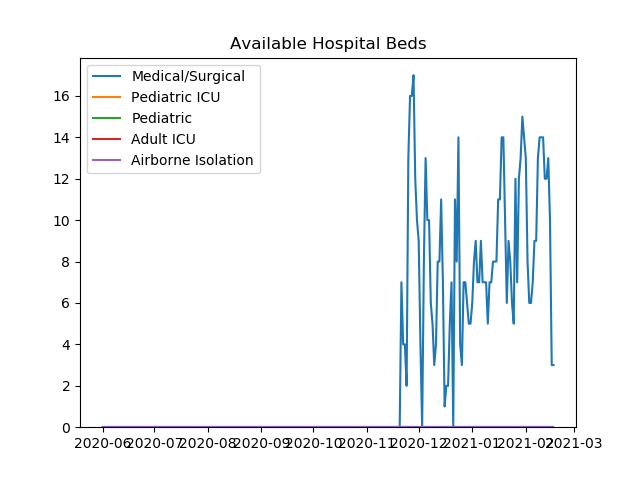 Available Hospital Beds
Medical/Surgical
Pediatric ICU
Pediatric
Adult ICU
Airborne Isolation
16
14
12
10
8
6
4
2
0
2020-06 2020-07 2020-08 2020-09 2020-10 2020-11 2020-12 2021-01 2021-02 2021-03